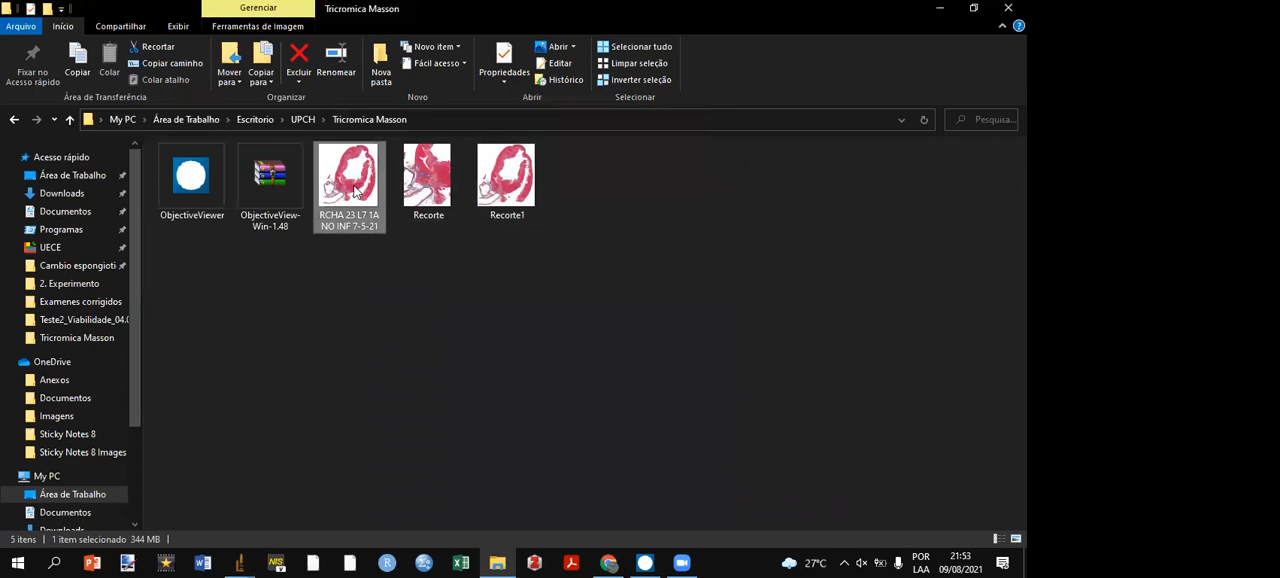 Gerenciar
Tricromica Masson
Arquivo
Início
Compartilhar
Exibir
Ferramentas de Imagem
Fixar no
Acesso rápido
Copiar
Colar
Recortar
Copiar caminho
Colar atalho
Área de Transferência
Mover
para
Copiar
para
Excluir
Renomear
Organizar
Nova
pasta
Novo item
Fácil acesso
Novo
Propriedades
Abrir
Editar
Histórico
Abrir
Selecionar tudo
Limpar seleção
Inverter seleção
Selecionar
My PC > Área de Trabalho > Escritorio > UPCH > Tricromica Masson
Pesquisa...
Acesso rápido
Área de Trabalho
Downloads
Documentos
Programas
UECE
Cambio espongioti
2. Experimento
Examenes corrigidos
Teste2_Viabilidade_04.0
Tricromica Masson
OneDrive
Anexos
Documentos
Imagens
Sticky Notes 8
Sticky Notes 8 Images
My PC
Área de Trabalho
Documentos
Downloads
ObjectiveViewer
ObjectiveView-
Win-1.48
RCHA 23 L7 1A
NO INF 7-5-21
Recorte
Recorte1
5 itens
1 item selecionado 344 MB
27°C
POR
LAA
21:53
09/08/2021